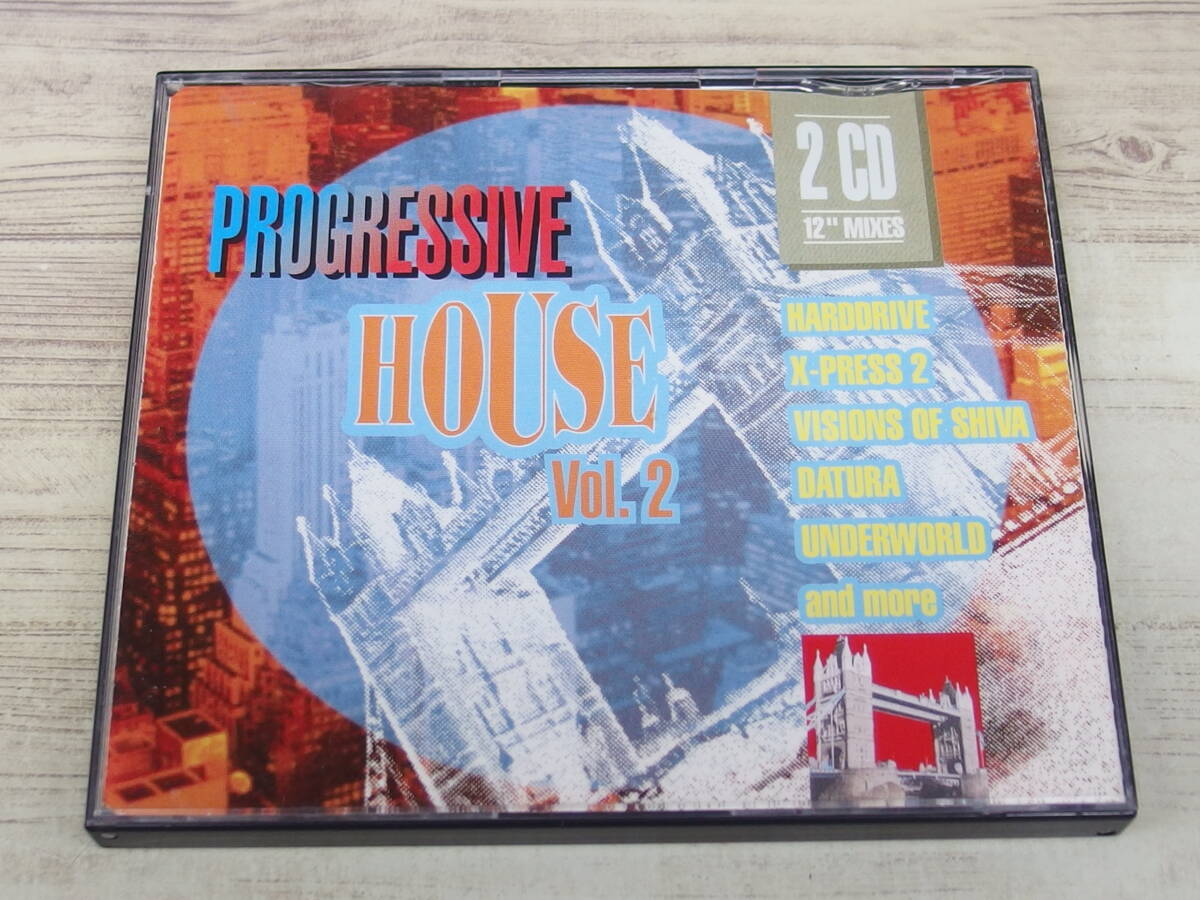 PROGRESSIVE
HOUSE
Vol. 2
2 CD
12" MIXES
HARDDRIVE
X-PRESS 2
VISIONS OF SHIVA
DATURA
UNDERWORLD
and more